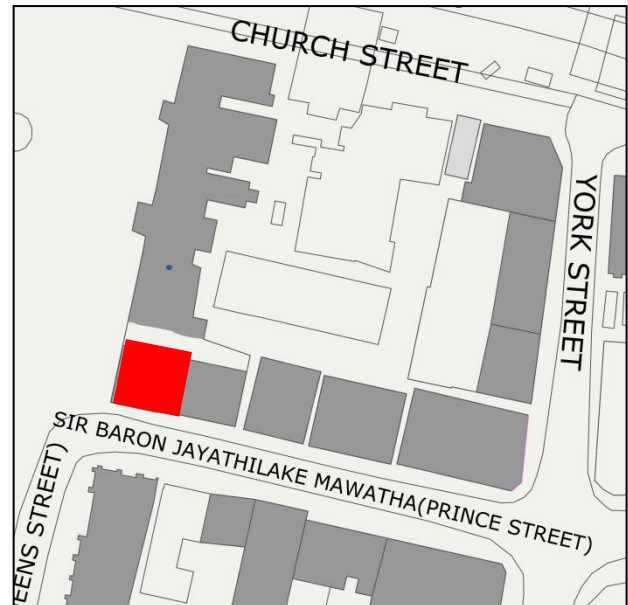 CHURCH STREET
YORK STREET
SIR BARON JAYATHILAKE MAWATHA(PRINCE STREET)
EENS STREET)